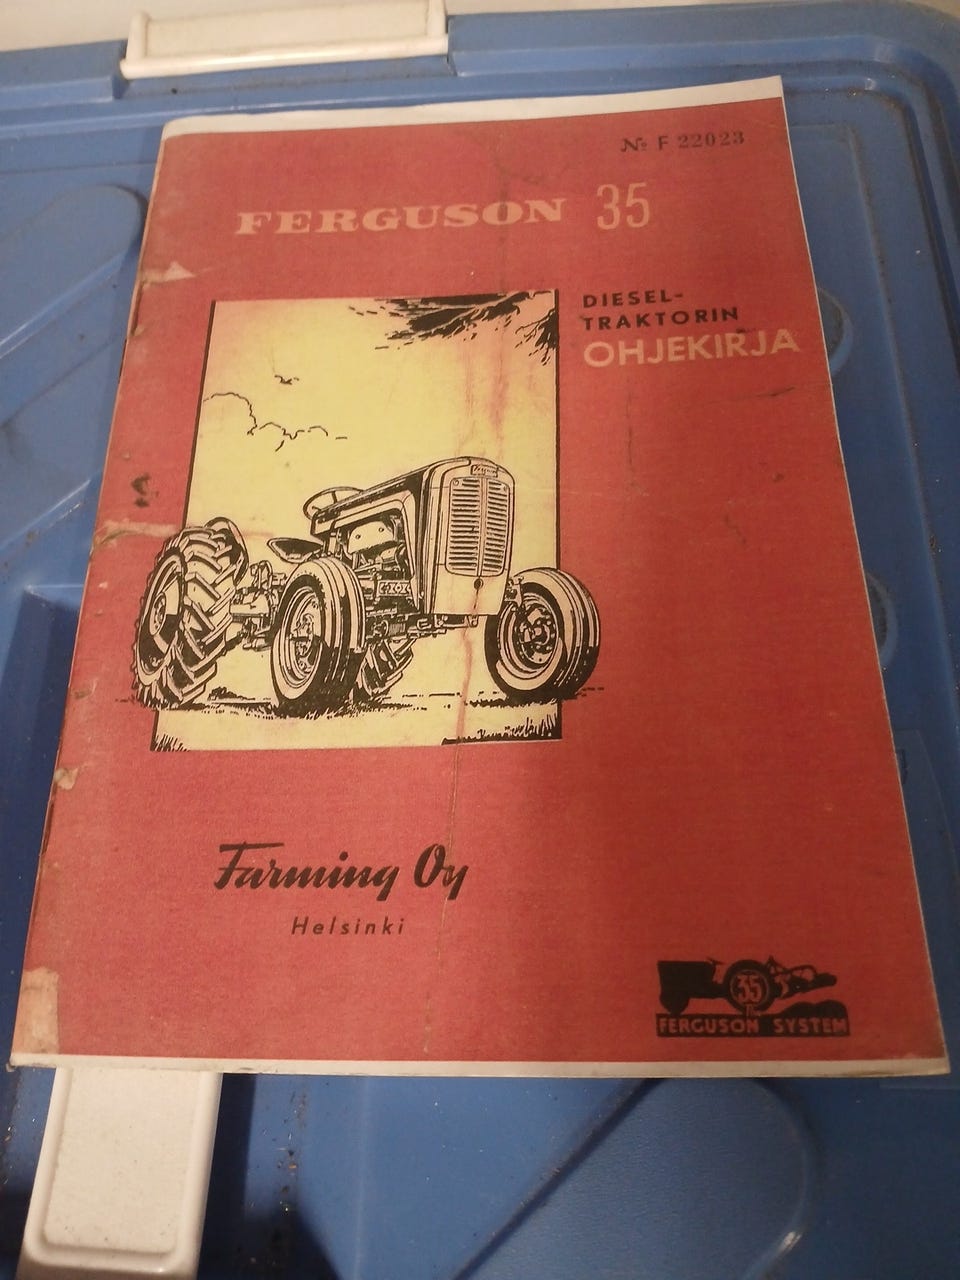 № F 22023
FERGUSON 35
DIESEL-
TRAKTORIN
OHJEKIRJA
Farming Oy
Helsinki
35
FERGUSON SYSTEM